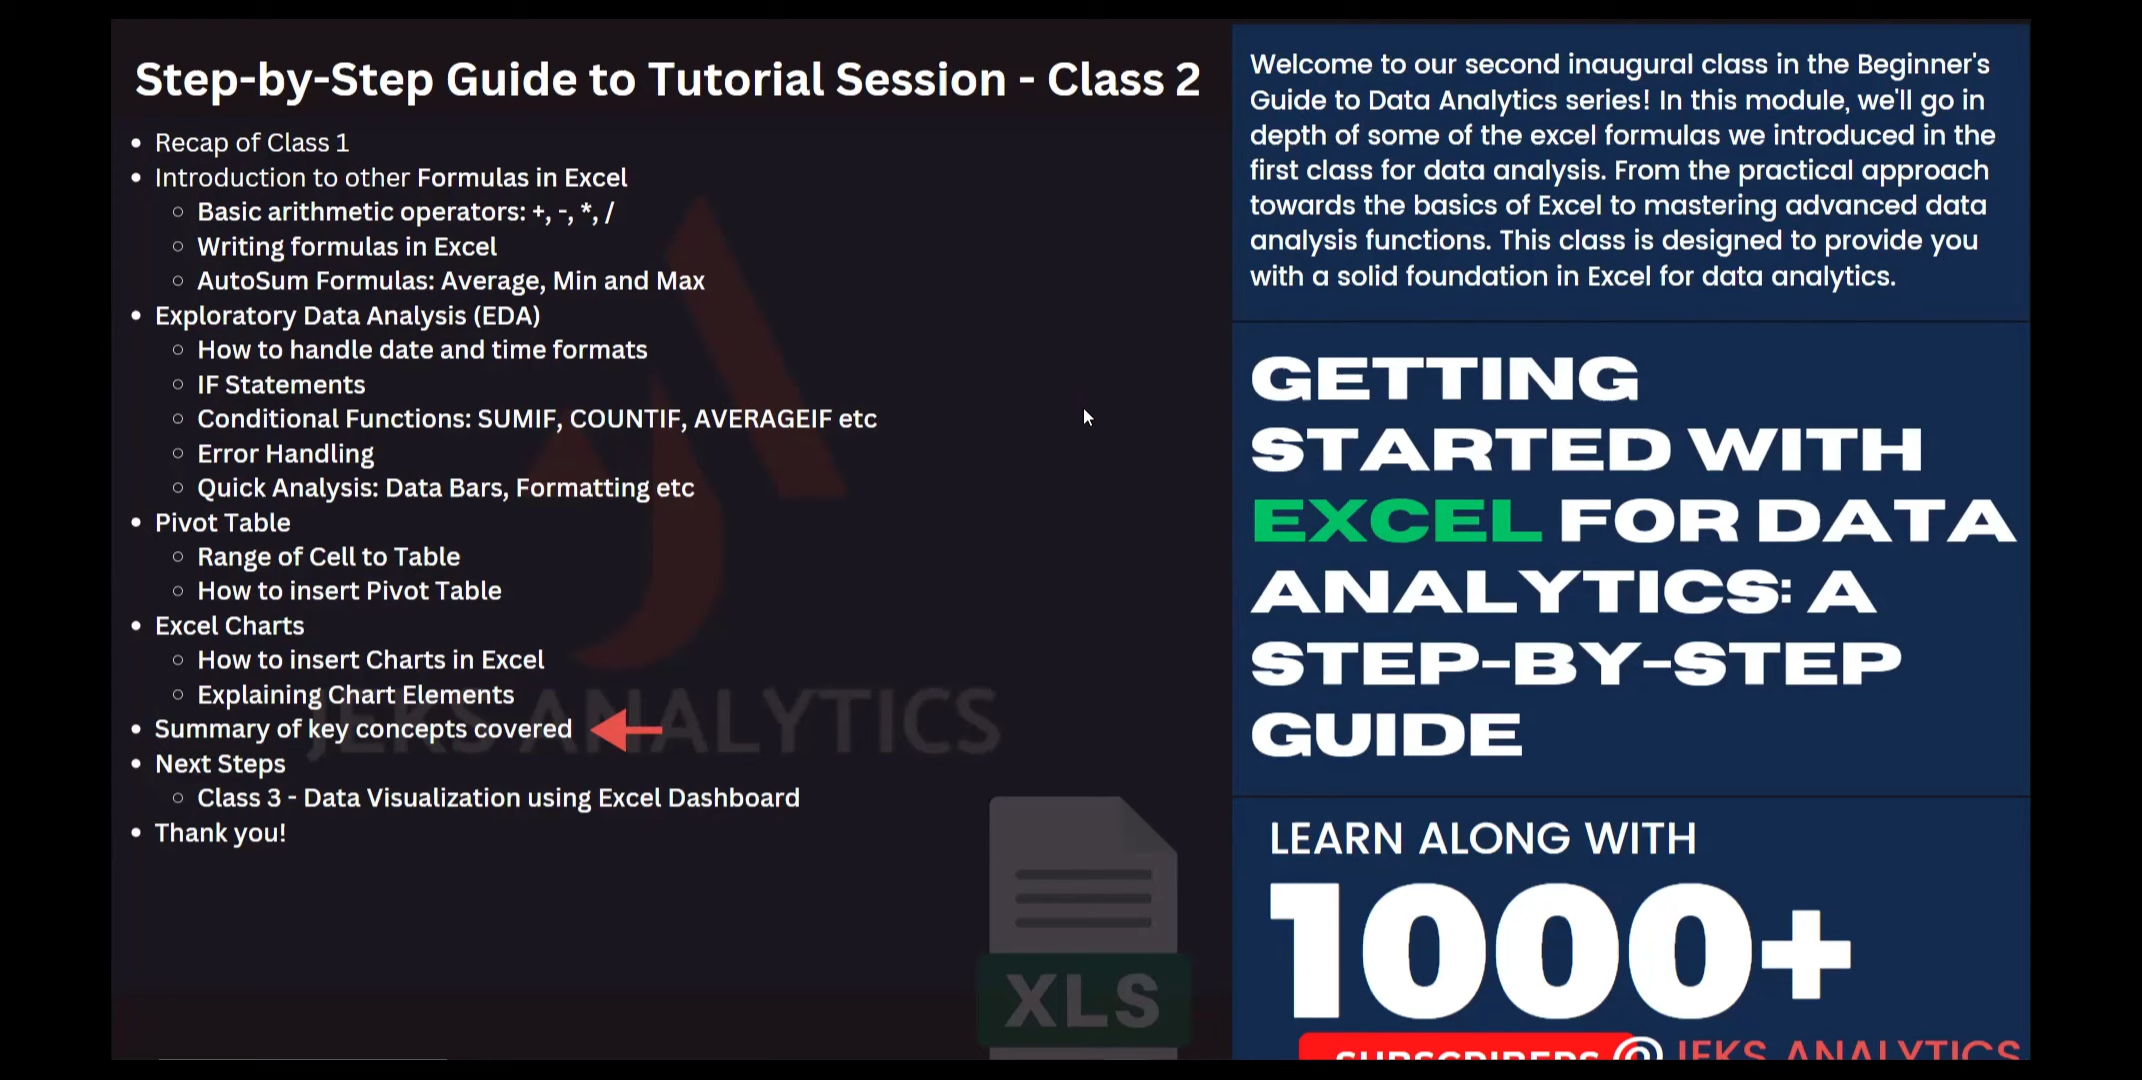 Step-by-Step Guide to Tutorial Session - Class 2
• Recap of Class 1
• Introduction to other Formulas in Excel
○ Basic arithmetic operators: +, -, *, /
○ Writing formulas in Excel
○ AutoSum Formulas: Average, Min and Max
• Exploratory Data Analysis (EDA)
○ How to handle date and time formats
○ IF Statements
○ Conditional Functions: SUMIF, COUNTIF, AVERAGEIF etc
○ Error Handling
○ Quick Analysis: Data Bars, Formatting etc
• Pivot Table
○ Range of Cell to Table
○ How to insert Pivot Table
• Excel Charts
○ How to insert Charts in Excel
○ Explaining Chart Elements
• Summary of key concepts covered
• Next Steps
○ Class 3 - Data Visualization using Excel Dashboard
• Thank you!
JEKS ANALYTICS
XLS
Welcome to our second inaugural class in the Beginner's
Guide to Data Analytics series! In this module, we'll go in
depth of some of the excel formulas we introduced in the
first class for data analysis. From the practical approach
towards the basics of Excel to mastering advanced data
analysis functions. This class is designed to provide you
with a solid foundation in Excel for data analytics.
GETTING
STARTED WITH
EXCEL FOR DATA
ANALYTICS: A
STEP-BY-STEP
GUIDE
LEARN ALONG WITH
1000+
SUBSCRIBERS @ JEKS ANALYTICS